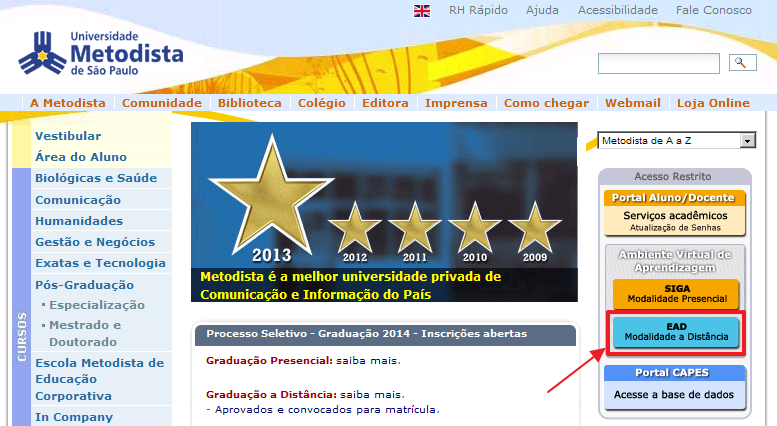 RH Rápido Ajuda Acessibilidade Fale Conosco
Universidade
Metodista
de São Paulo
A Metodista Comunidade Biblioteca Colégio Editora Imprensa Como chegar Webmail Loja Online
Vestibular
Área do Aluno
CURSOS
Biológicas e Saúde
Comunicação
Humanidades
Gestão e Negócios
Exatas e Tecnologia
Pós-Graduação
Especialização
Mestrado e
Doutorado
Escola Metodista de
Educação
Corporativa
In Company
2013 2012 2011 2010 2009
Metodista é a melhor universidade privada de
Comunicação e Informação do País
Processo Seletivo - Graduação 2014 - Inscrições abertas
Graduação Presencial: saiba mais.
Graduação a Distância: saiba mais.
- Aprovados e convocados para matrícula.
Metodista de A a Z
Acesso Restrito
Portal Aluno/Docente
Serviços acadêmicos
Atualização de Senhas
Ambiente Virtual de
Aprendizagem
SIGA
Modalidade Presencial
EAD
Modalidade a Distância
Portal CAPES
Acesse a base de dados